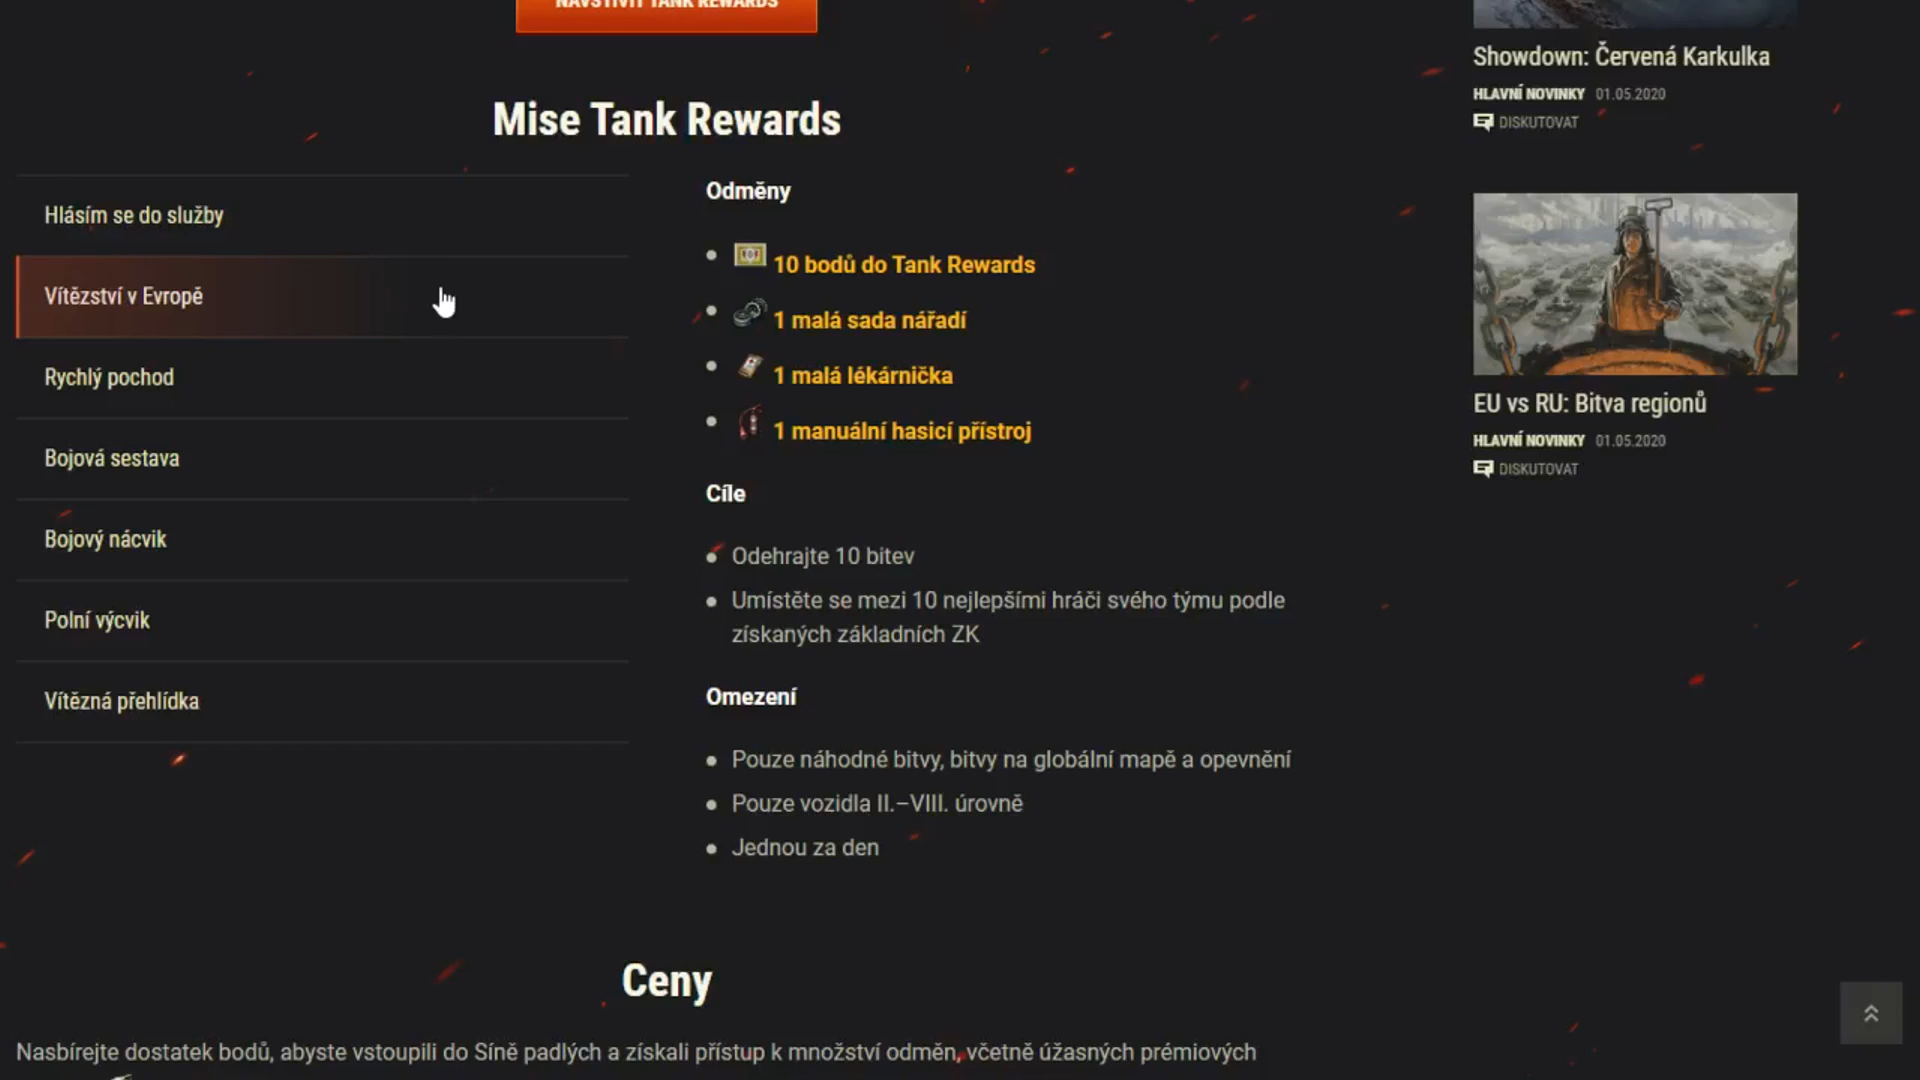 NAVŠTÍVIT TANK REWARDS
Mise Tank Rewards
Hlásím se do služby
Vítězství v Evropě
Rychlý pochod
Bojová sestava
Bojový nácvik
Polní výcvik
Vítězná přehlídka
Odměny
10 bodů do Tank Rewards
1 malá sada nářadí
1 malá lékárnička
1 manuální hasicí přístroj
Cíle
Odehrajte 10 bitev
Umístěte se mezi 10 nejlepšími hráči svého týmu podle
získaných základních ZK
Omezení
Pouze náhodné bitvy, bitvy na globální mapě a opevnění
Pouze vozidla II.–VIII. úrovně
Jednou za den
Ceny
Nasbírejte dostatek bodů, abyste vstoupili do Síně padlých a získali přístup k množství odměn, včetně úžasných prémiových
Showdown: Červená Karkulka
HLAVNÍ NOVINKY 01.05.2020
DISKUTOVAT
EU vs RU: Bitva regionů
HLAVNÍ NOVINKY 01.05.2020
DISKUTOVAT